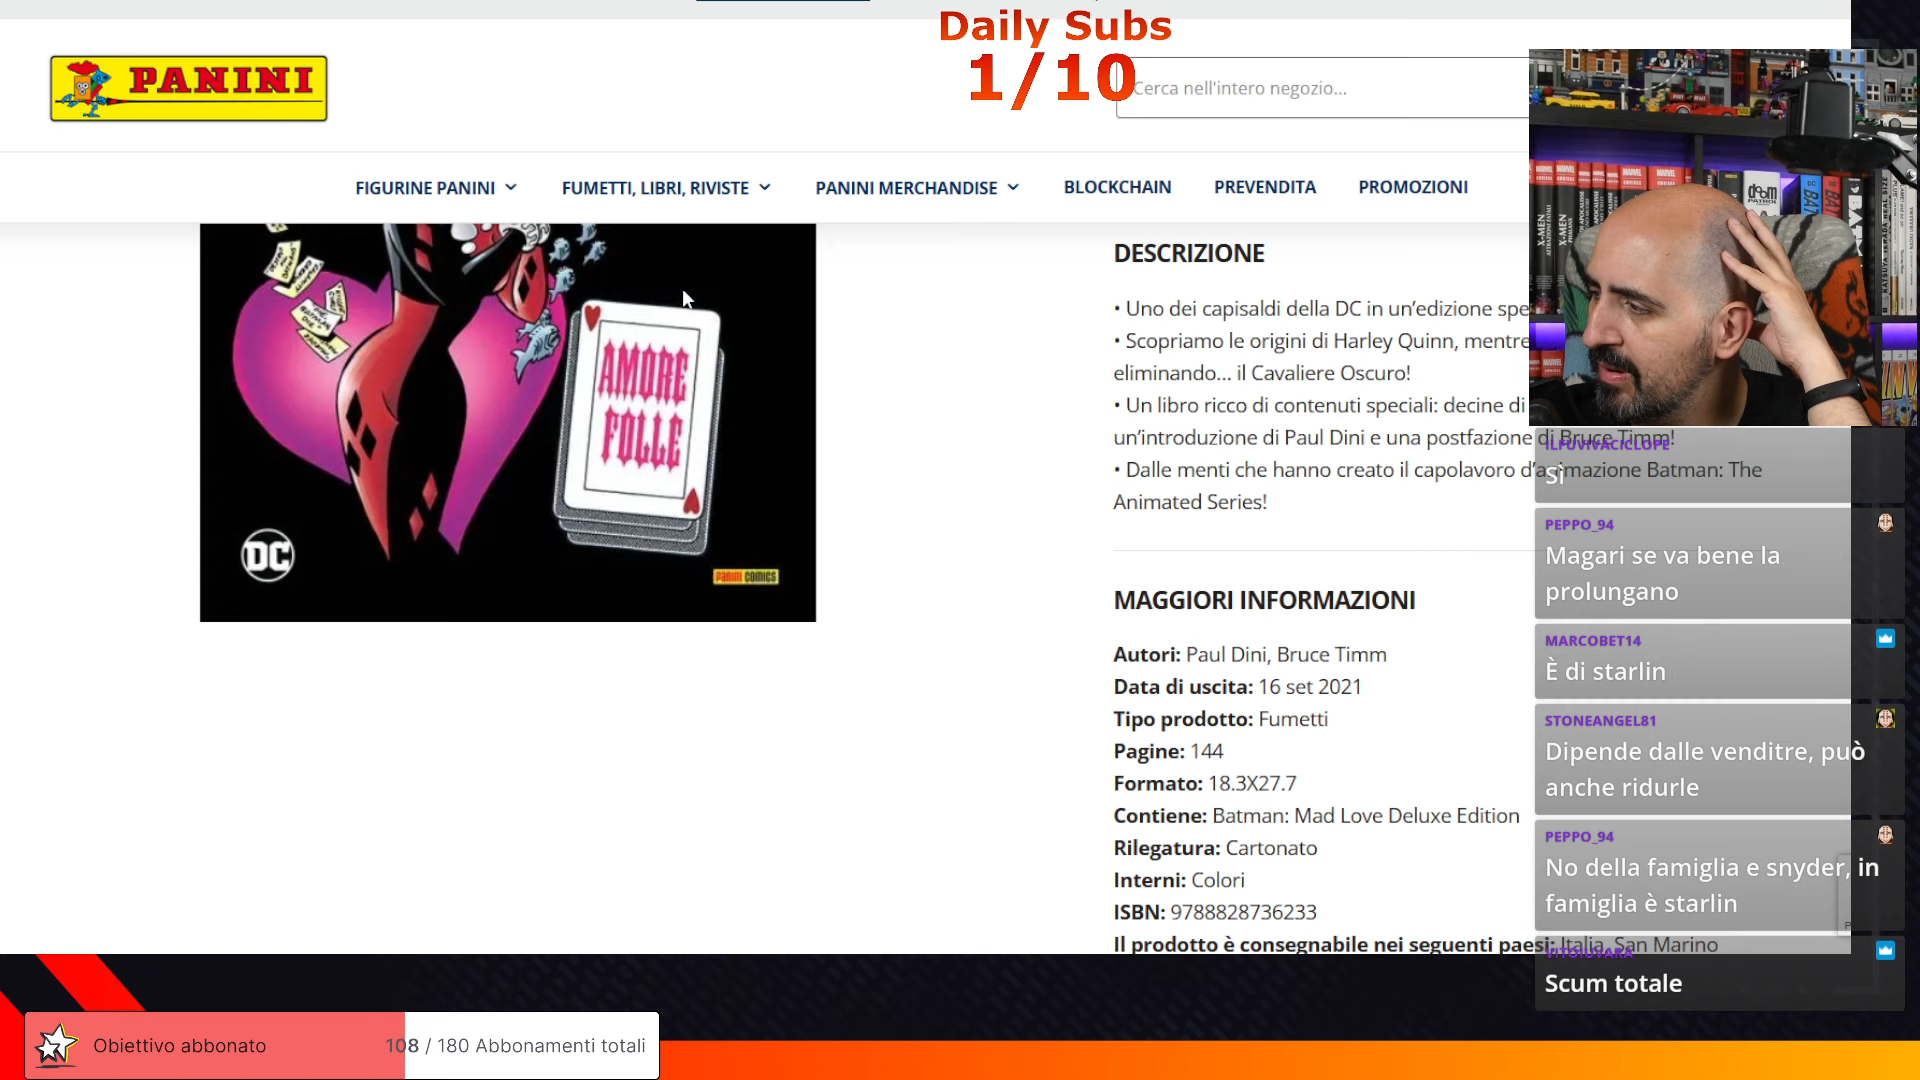 Daily Subs
1/10
PANINI
Cerca nell'intero negozio...
FIGURINE PANINI
FUMETTI, LIBRI, RIVISTE
PANINI MERCHANDISE
BLOCKCHAIN
PREVENDITA
PROMOZIONI
AMORE
FOLLE
DC
PANINI COMICS
DESCRIZIONE
• Uno dei capisaldi della DC in un'edizione
• Scopriamo le origini di Harley Quinn, mentre
eliminando... il Cavaliere Oscuro!
• Un libro ricco di contenuti speciali: decine di
un'introduzione di Paul Dini e una postfazione di Bruce Timm!
• Dalle menti che hanno creato il capolavoro d'animazione Batman: The
Animated Series!
MAGGIORI INFORMAZIONI
Autori: Paul Dini, Bruce Timm
Data di uscita: 16 set 2021
Tipo prodotto: Fumetti
Pagine: 144
Formato: 18.3X27.7
Contiene: Batman: Mad Love Deluxe Edition
Rilegatura: Cartonato
Interni: Colori
ISBN: 9788828736233
Il prodotto è consegnabile nei seguenti paesi: Italia, San Marino
X-MEN
X-MEN
MARVEL
DOOM
PATROL
ILFUVIVACICLOPE
Sì
PEPPO_94
Magari se va bene la
prolungano
MARCOBET14
È di starlin
STONEANGEL81
Dipende dalle venditre, può
anche ridurle
PEPPO_94
No della famiglia e snyder, in
famiglia è starlin
Scum totale
Obiettivo abbonato
108 / 180 Abbonamenti totali